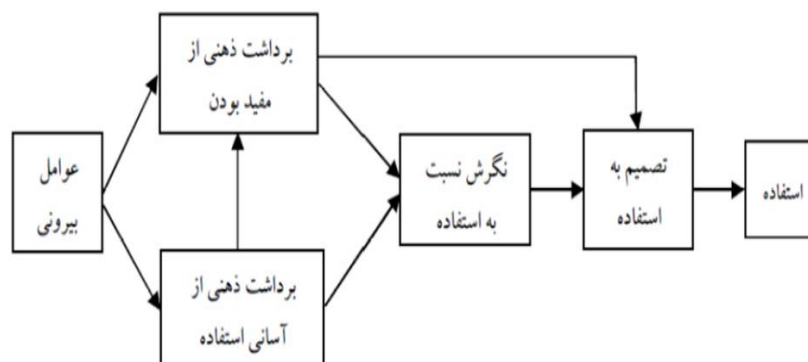 برداشت ذهنی از
مفید بودن
عوامل
بیرونی
برداشت ذهنی از
آسانی استفاده
نگرش نسبت
به استفاده
تصمیم به
استفاده
استفاده